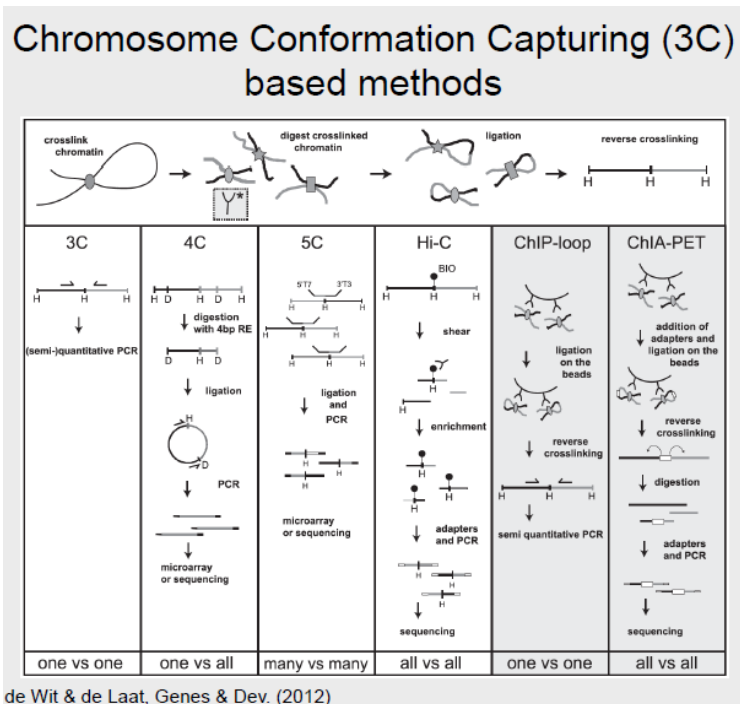 Chromosome Conformation Capturing (3C)
based methods
crosslink
chromatin
digest crosslinked
chromatin
ligation
reverse crosslinking
Y*
H H H
3C
H H H
(semi-)quantitative PCR
4C
H D H D
digestion
with 4bp RE
D H D
ligation
H
D
PCR
microarray
or sequencing
5C
5'T7 3'T3
H H H
H H H
H H H
ligation
and
PCR
H
H
H
microarray
or sequencing
Hi-C
BIO
H H H
shear
H
H
enrichment
H
H
H
adapters
and PCR
H
H
H
sequencing
ChIP-loop
ligation
on the
beads
reverse
crosslinking
H H H
semi quantitative PCR
ChIA-PET
addition of
adapters and
ligation on the
beads
reverse
crosslinking
digestion
adapters
and PCR
sequencing
one vs one
one vs all
many vs many
all vs all
one vs one
all vs all
de Wit & de Laat, Genes & Dev. (2012)